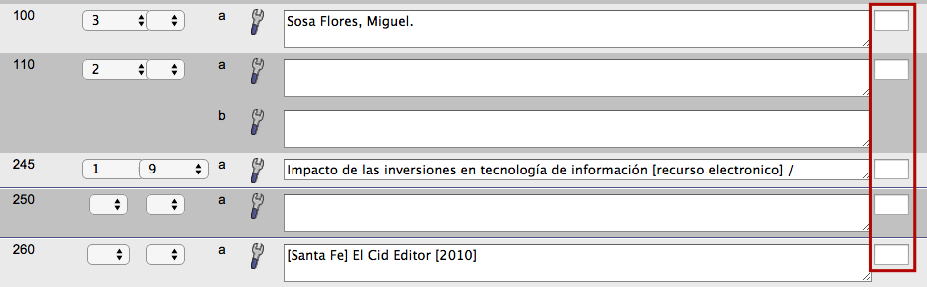 100 3 a Sosa Flores, Miguel.
110 2 a
b
245 1 9 a Impacto de las inversiones en tecnología de información [recurso electronico] /
250 a
260 a [Santa Fe] El Cid Editor [2010]